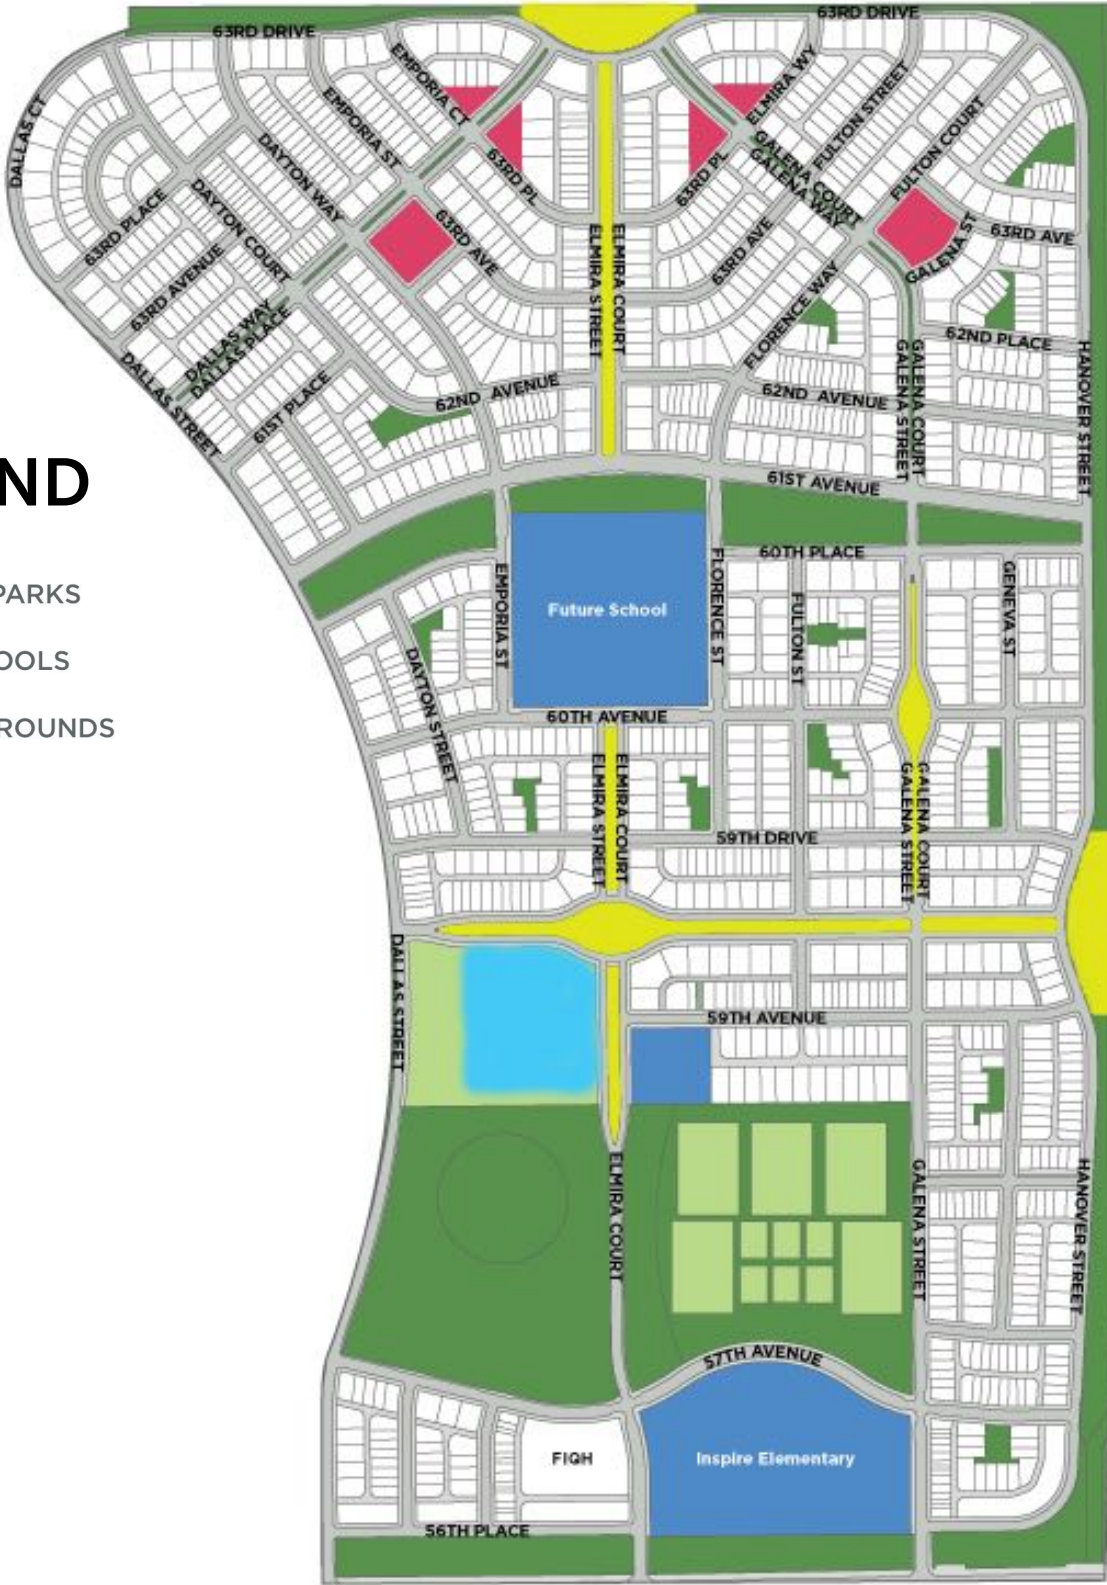 63RD DRIVE
63RD DRIVE
DALLAS CT
EMPORIA CT
EMPORIA ST
ELMIRA WY
FULTON STREET
FULTON COURT
DAYTON WAY
63RD PL
63RD PL
GALENA COURT
GALENA WAY
63RD PLACE
DAYTON COURT
63RD AVE
63RD AVE
63RD AVE
GALENA ST
63RD AVENUE
ELMIRA STREET
ELMIRA COURT
FLORENCE WAY
DALLAS WAY
DALLAS PLACE
62ND PLACE
DALLAS STREET
61ST PLACE
62ND AVENUE
62ND AVENUE
GALENA STREET
GALENA COURT
HANOVER STREET
ND
61ST AVENUE
PARKS
OOLS
ROUNDS
60TH PLACE
EMPORIA ST
Future School
FLORENCE ST
FULTON ST
GENEVA ST
DAYTON STREET
60TH AVENUE
ELMIRA STREET
ELMIRA COURT
GALENA STREET
GALENA COURT
59TH DRIVE
DALLAS STREET
59TH AVENUE
ELMIRA COURT
GALENA STREET
HANOVER STREET
57TH AVENUE
FIQH
Inspire Elementary
56TH PLACE